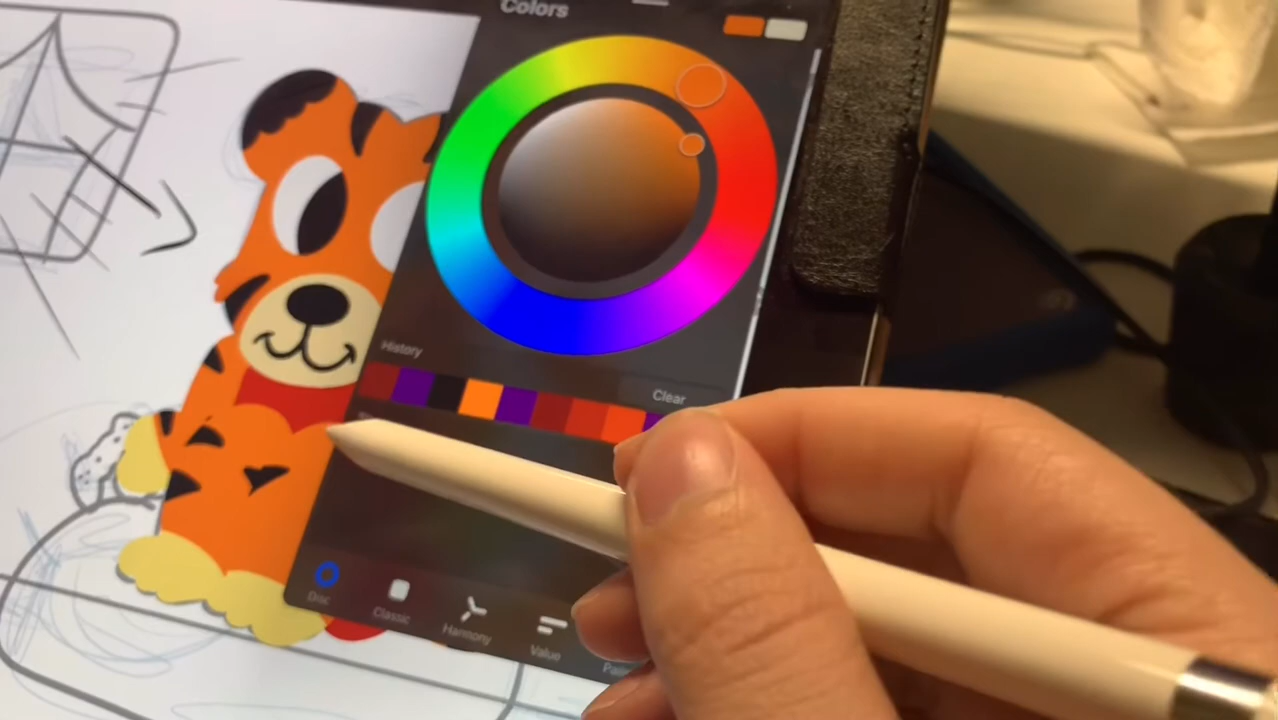 Colors
History
Clear
Disc
Classic
Harmony
Value